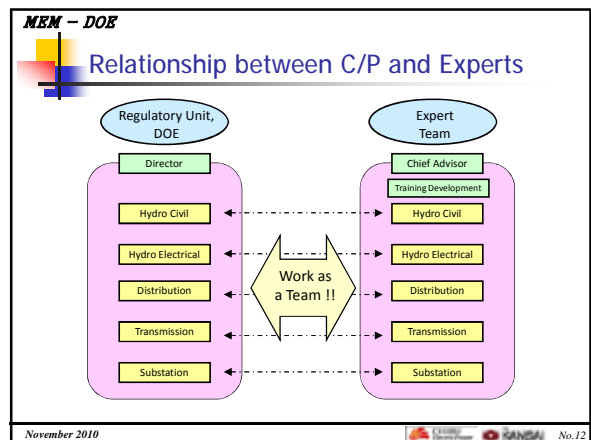 MEM - DOE
Relationship between C/P and Experts
Regulatory Unit,
DOE
Expert
Team
Director
Chief Advisor
Training Development
Hydro Civil
Hydro Civil
Hydro Electrical
Hydro Electrical
Work as
a Team !!
Distribution
Distribution
Transmission
Transmission
Substation
Substation
November 2010
KANSAI
No.12